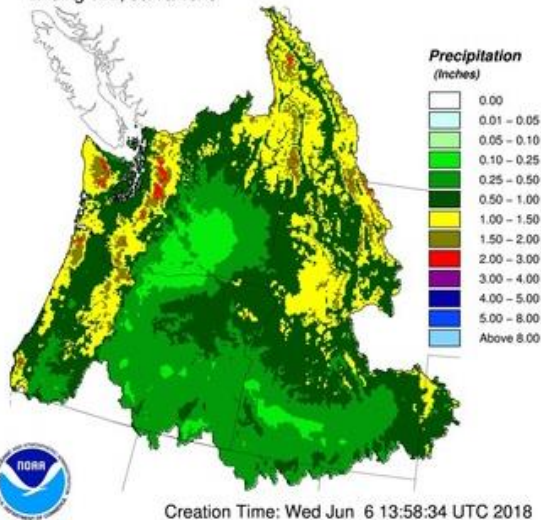 Precipitation
(Inches)
0.00
0.01 - 0.05
0.05 - 0.10
0.10 - 0.25
0.25 - 0.50
0.50 - 1.00
1.00 - 1.50
1.50 - 2.00
2.00 - 3.00
3.00 - 4.00
4.00 - 5.00
5.00 - 8.00
Above 8.00
NOAA
Creation Time: Wed Jun 6 13:58:34 UTC 2018